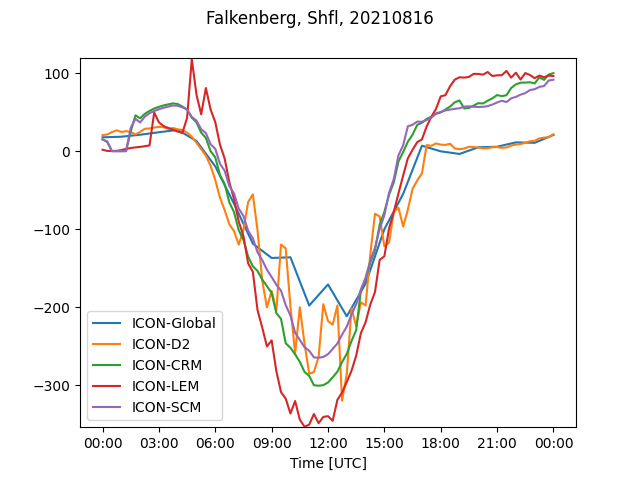 Falkenberg, Shfl, 20210816
100
0
−100
−200
−300
ICON-Global
ICON-D2
ICON-CRM
ICON-LEM
ICON-SCM
00:00 03:00 06:00 09:00 12:00 15:00 18:00 21:00 00:00
Time [UTC]